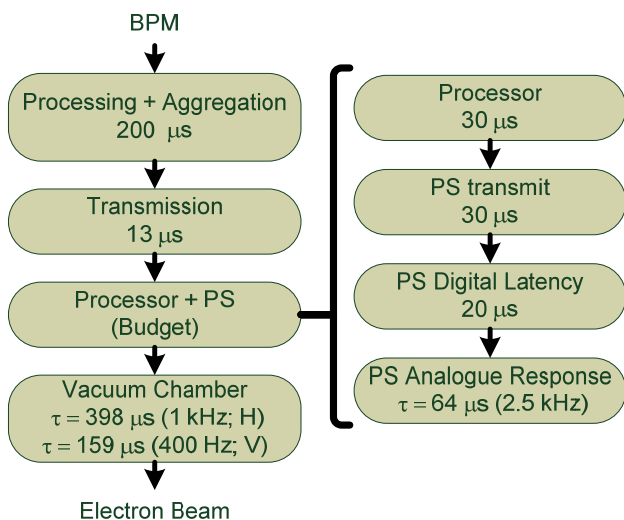 BPM
Processing + Aggregation
200 μs
Transmission
13 μs
Processor + PS
(Budget)
Vacuum Chamber
τ = 398 μs (1 kHz; H)
τ = 159 μs (400 Hz; V)
Electron Beam
Processor
30 μs
PS transmit
30 μs
PS Digital Latency
20 μs
PS Analogue Response
τ = 64 μs (2.5 kHz)